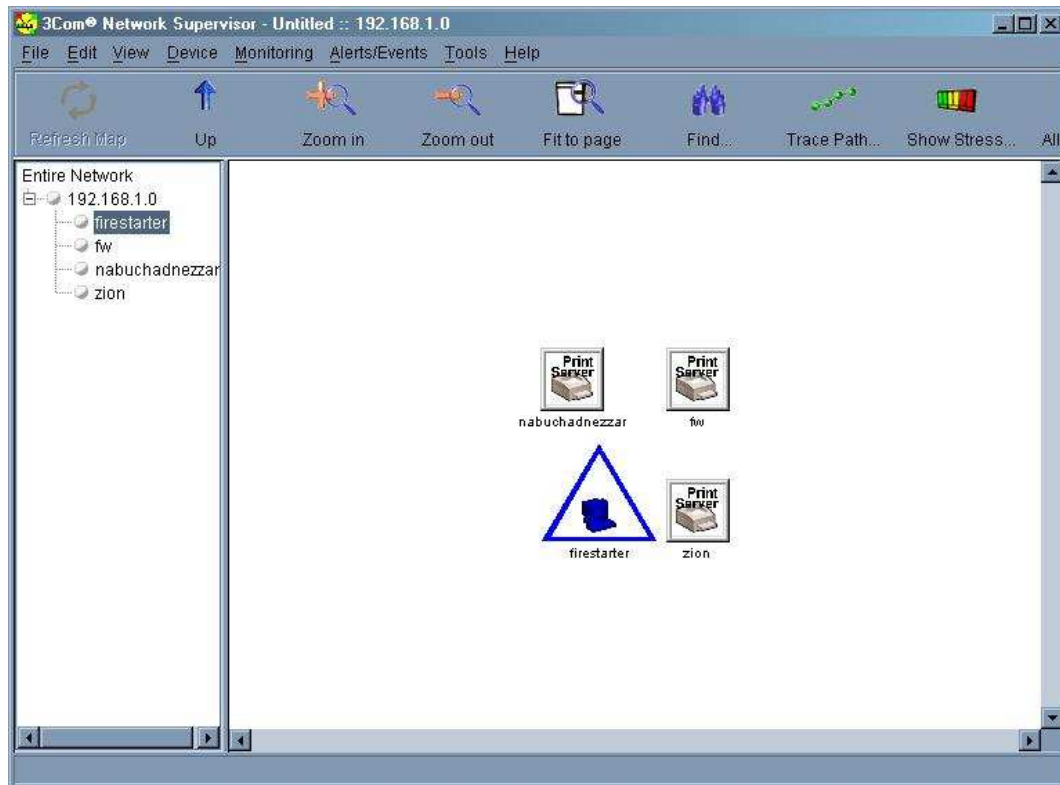 3Com® Network Supervisor - Untitled :: 192.168.1.0
File Edit View Device Monitoring Alerts/Events Tools Help
Refresh Map Up Zoom in Zoom out Fit to page Find... Trace Path... Show Stress... All
Entire Network
192.168.1.0
firestarter
fw
nabuchadnezzar
zion
Print Server
nabuchadnezzar
Print Server
fw
firestarter
Print Server
zion